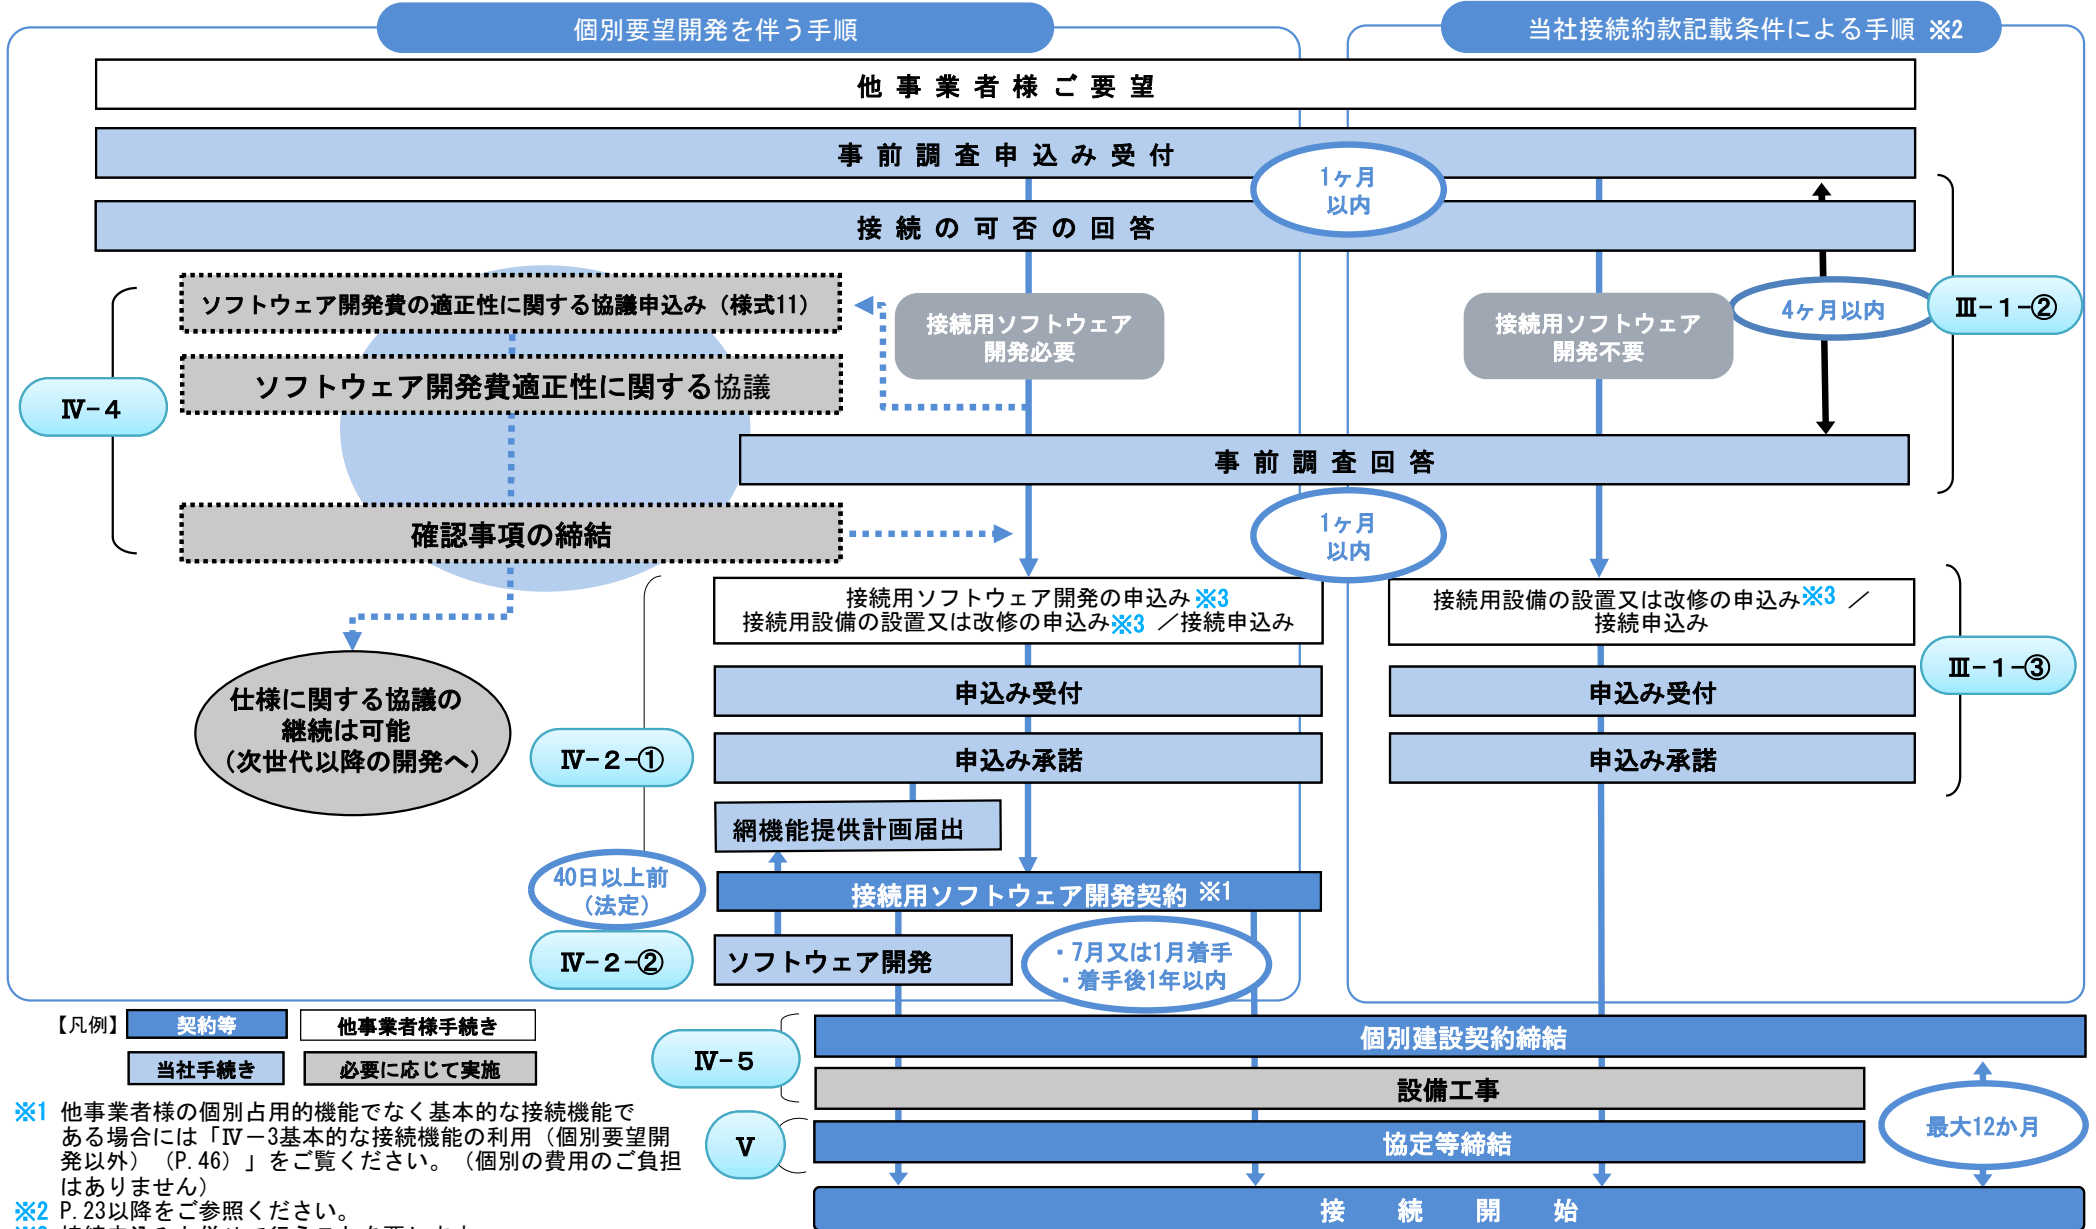 個別要望開発を伴う手順
当社接続約款記載条件による手順 ※2
他事業者様ご要望
事前調査申込み受付
1ヶ月
以内
接続の可否の回答
ソフトウェア開発費の適正性に関する協議申込み（様式11）
接続用ソフトウェア
開発必要
接続用ソフトウェア
開発不要
4ヶ月以内
Ⅲ-１-②
ソフトウェア開発費適正性に関する協議
Ⅳ-４
事前調査回答
確認事項の締結
1ヶ月
以内
接続用ソフトウェア開発の申込み※3
接続用設備の設置又は改修の申込み※3 ／接続申込み
接続用設備の設置又は改修の申込み※3 ／
接続申込み
Ⅲ-１-③
仕様に関する協議の
継続は可能
（次世代以降の開発へ）
申込み受付
申込み受付
Ⅳ-２-①
申込み承諾
申込み承諾
網機能提供計画届出
40日以上前
（法定）
接続用ソフトウェア開発契約 ※1
Ⅳ-２-②
ソフトウェア開発
・7月又は1月着手
・着手後1年以内
【凡例】
契約等
他事業者様手続き
当社手続き
必要に応じて実施
Ⅳ-５
個別建設契約締結
設備工事
Ⅴ
協定等締結
最大12か月
接続開始
※1 他事業者様の個別占用的機能でなく基本的な接続機能で
ある場合には「Ⅳ－3基本的な接続機能の利用（個別要望開
発以外）（P.46）」をご覧ください。（個別の費用のご負担
はありません）
※2 P.23以降をご参照ください。